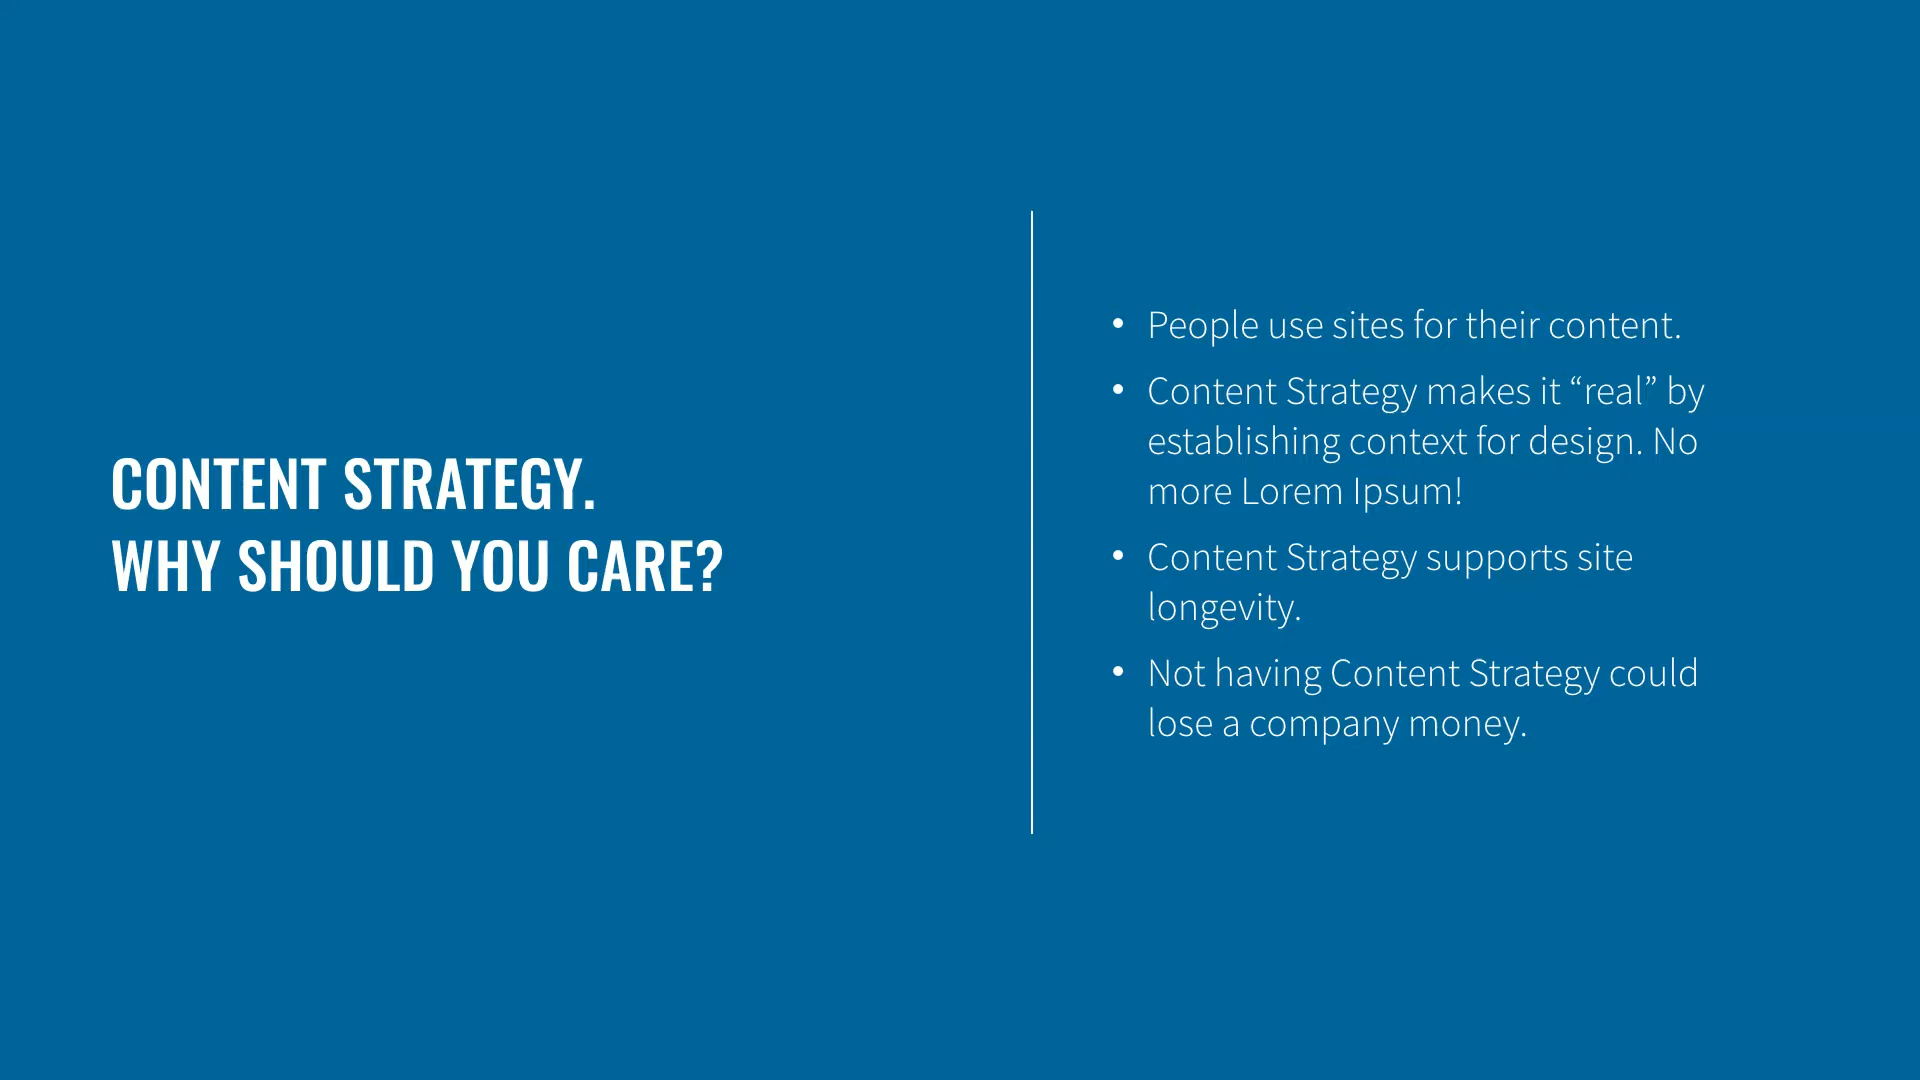 CONTENT STRATEGY.
WHY SHOULD YOU CARE?
• People use sites for their content.
• Content Strategy makes it “real” by
establishing context for design. No
more Lorem Ipsum!
• Content Strategy supports site
longevity.
• Not having Content Strategy could
lose a company money.